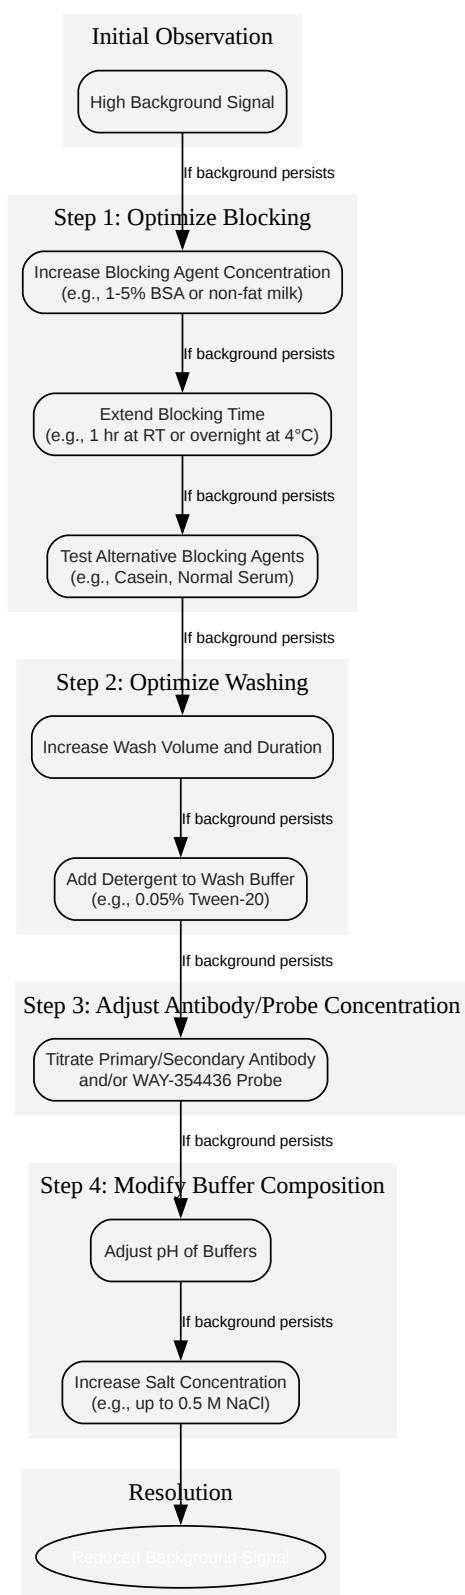 Initial Observation
High Background Signal
If background persists
Step 1: Optimize Blocking
Increase Blocking Agent Concentration
(e.g., 1-5% BSA or non-fat milk)
If background persists
Extend Blocking Time
(e.g., 1 hr at RT or overnight at 4°C)
If background persists
Test Alternative Blocking Agents
(e.g., Casein, Normal Serum)
If background persists
Step 2: Optimize Washing
Increase Wash Volume and Duration
If background persists
Add Detergent to Wash Buffer
(e.g., 0.05% Tween-20)
If background persists
Step 3: Adjust Antibody/Probe Concentration
Titrate Primary/Secondary Antibody
and/or WAY-354436 Probe
If background persists
Step 4: Modify Buffer Composition
Adjust pH of Buffers
If background persists
Increase Salt Concentration
(e.g., up to 0.5 M NaCl)
Resolution
Reduced Background Signal